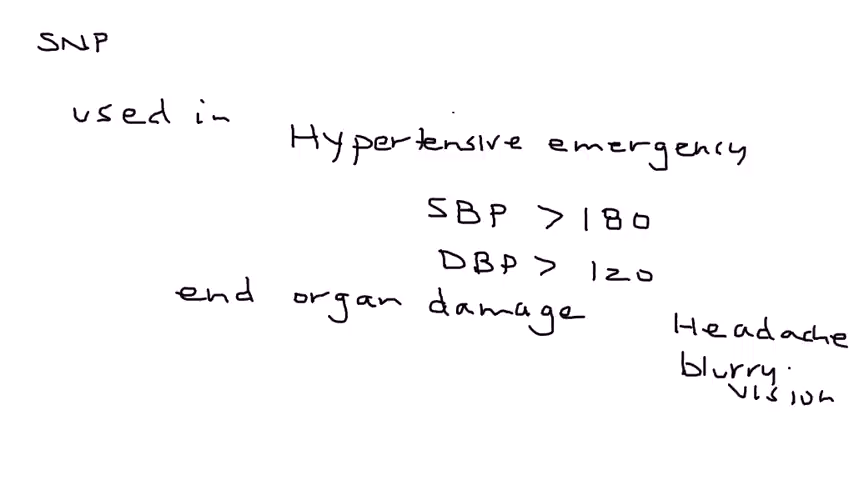 SNP
used in
Hypertensive emergency
SBP > 180
DBP > 120
end organ damage
Headache
blurry
vision